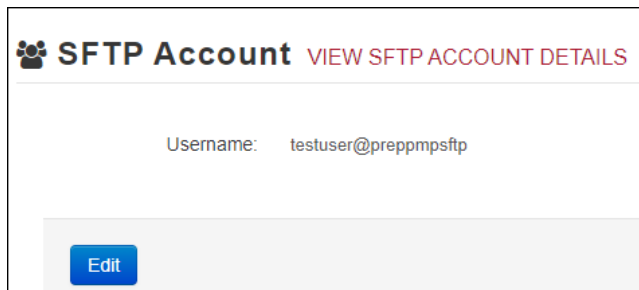 SFTP Account VIEW SFTP ACCOUNT DETAILS
Username: testuser@preppmpsftp
Edit